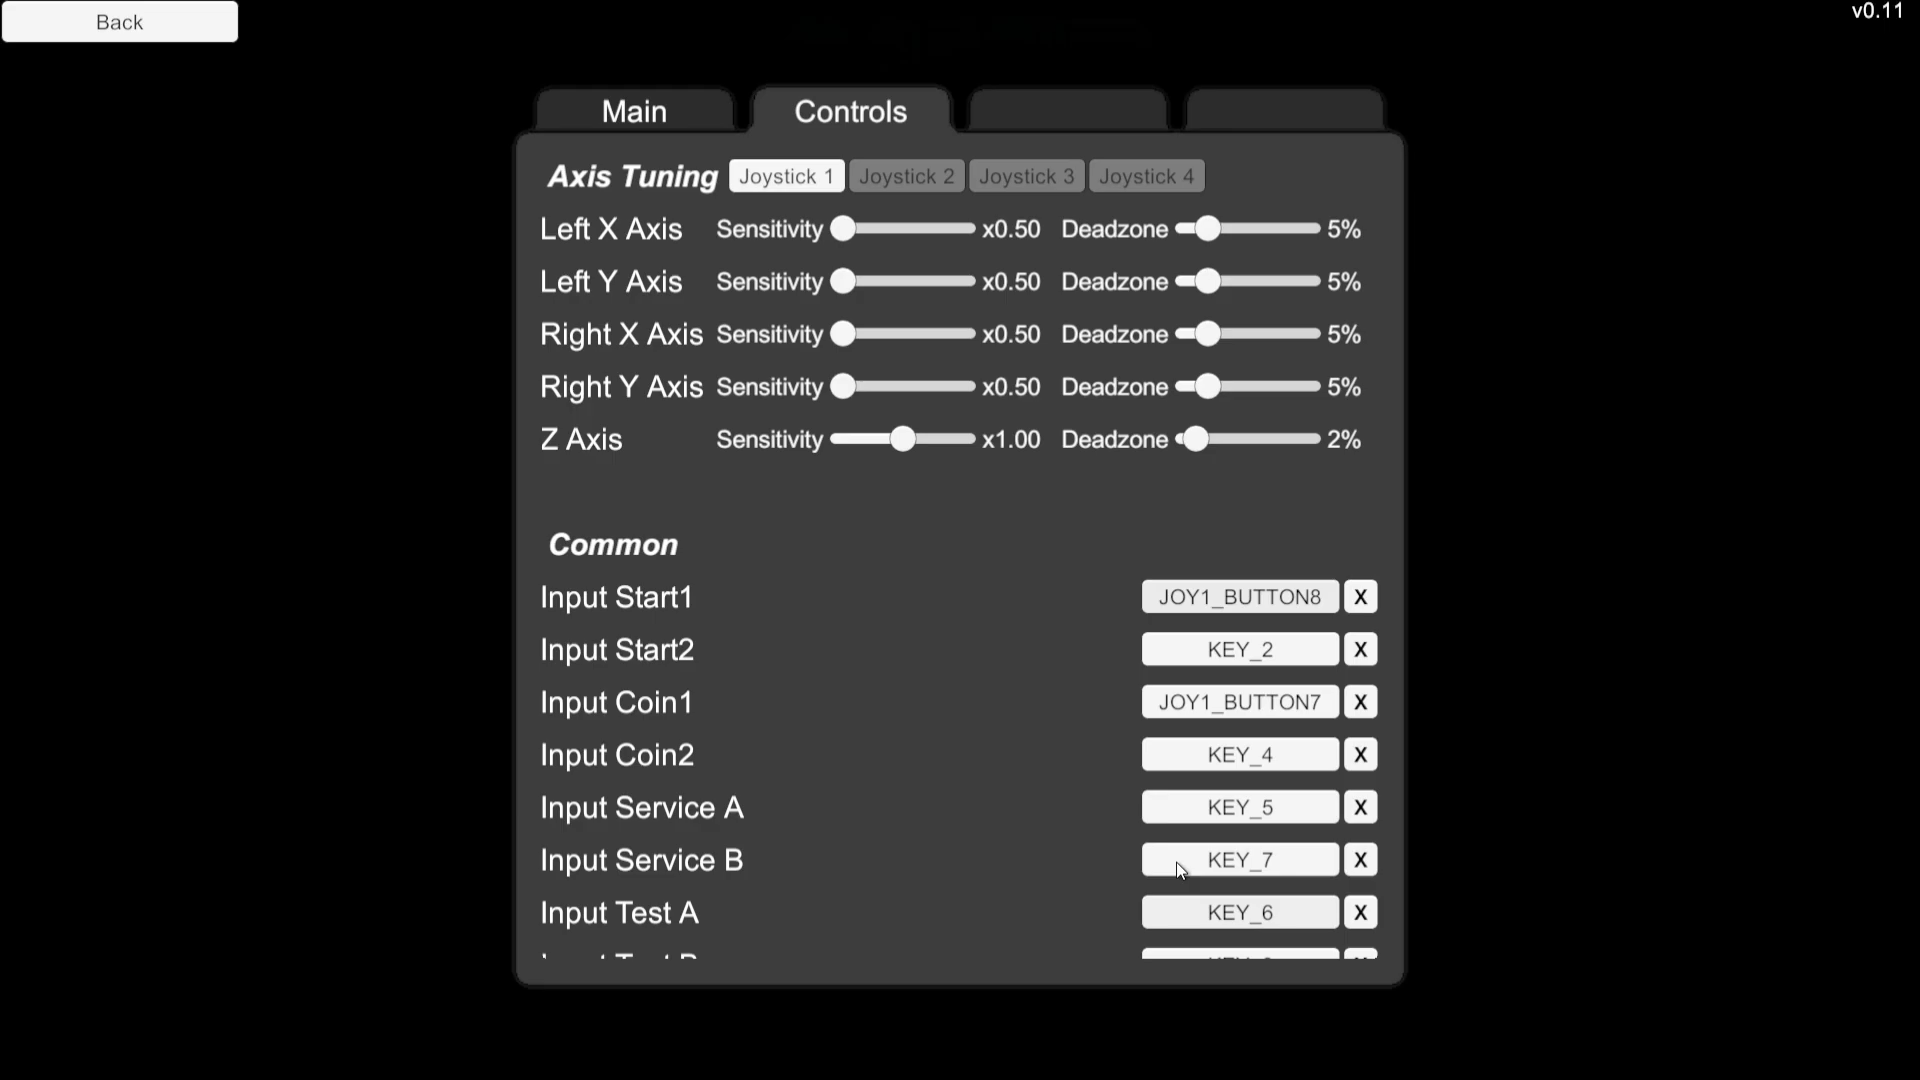 Back
v0.11
Main Controls
Axis Tuning Joystick 1 Joystick 2 Joystick 3 Joystick 4
Left X Axis Sensitivity x0.50 Deadzone 5%
Left Y Axis Sensitivity x0.50 Deadzone 5%
Right X Axis Sensitivity x0.50 Deadzone 5%
Right Y Axis Sensitivity x0.50 Deadzone 5%
Z Axis Sensitivity x1.00 Deadzone 2%
Common
Input Start1 JOY1_BUTTON8 X
Input Start2 KEY_2 X
Input Coin1 JOY1_BUTTON7 X
Input Coin2 KEY_4 X
Input Service A KEY_5 X
Input Service B KEY_7 X
Input Test A KEY_6 X